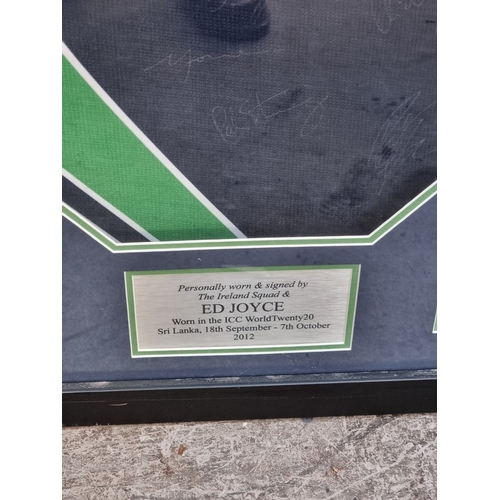 Personally worn & signed by
The Ireland Squad &
ED JOYCE
Worn in the ICC WorldTwenty20
Sri Lanka, 18th September - 7th October
2012